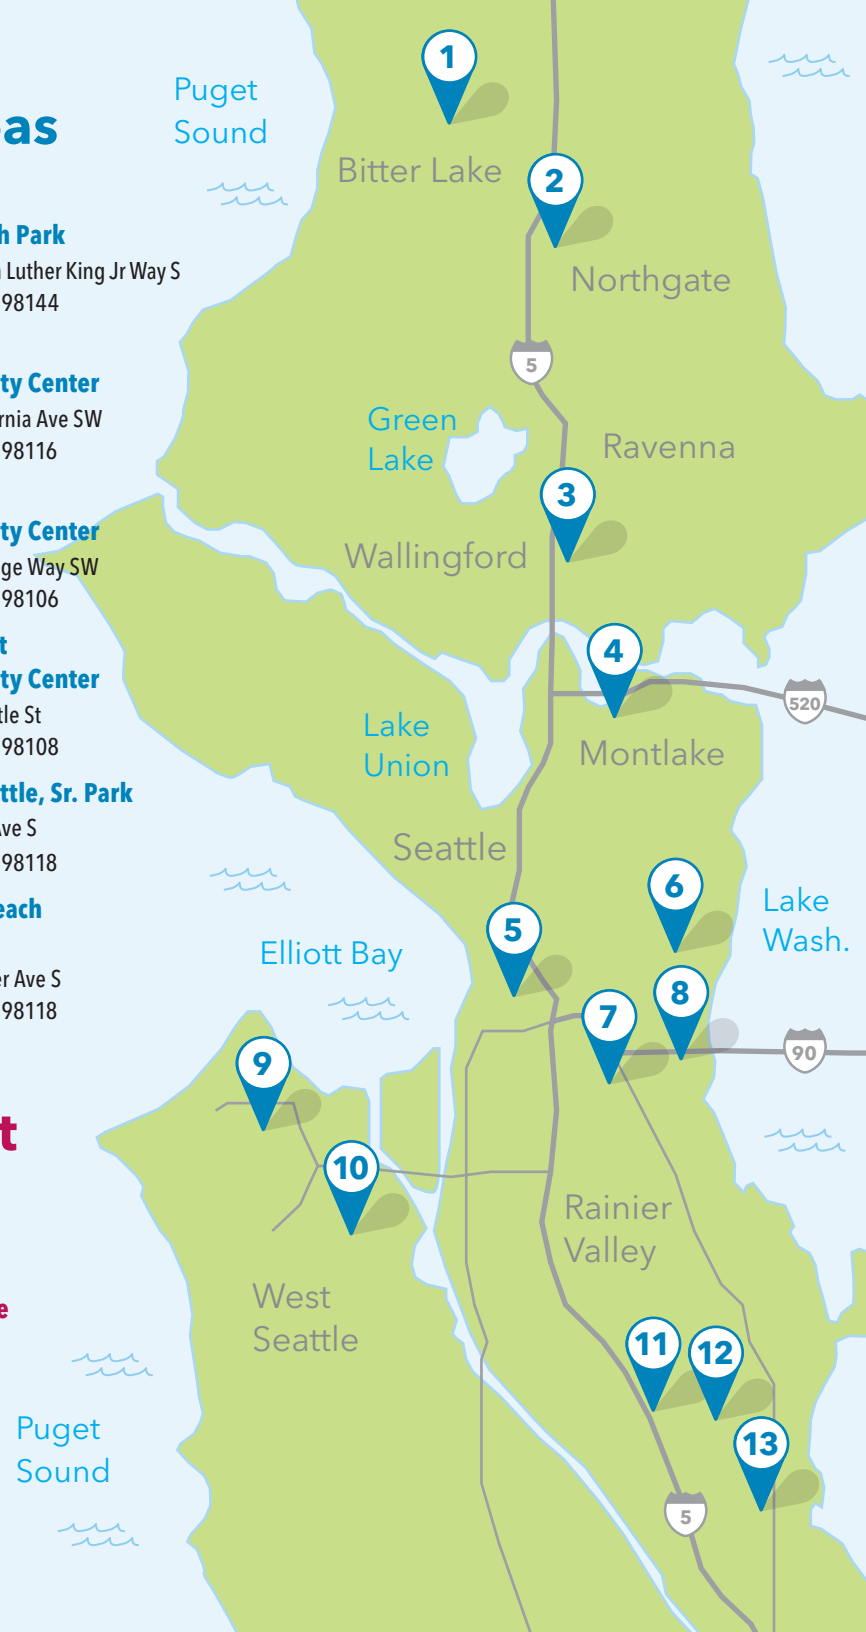 eas
h Park
Luther King Jr Way S
98144
ty Center
rnia Ave SW
98116
ty Center
ge Way SW
98106
t
ty Center
tle St
98108
ttle, Sr. Park
Ave S
98118
each
er Ave S
98118
t
e
1
Puget
Sound
Bitter Lake
2
Northgate
5
Green
Lake
Ravenna
3
Wallingford
4
520
Lake
Union
Montlake
Seattle
6
Lake
Wash.
5
Elliott Bay
8
7
90
9
10
Rainier
Valley
West
Seattle
11
12
Puget
Sound
13
5